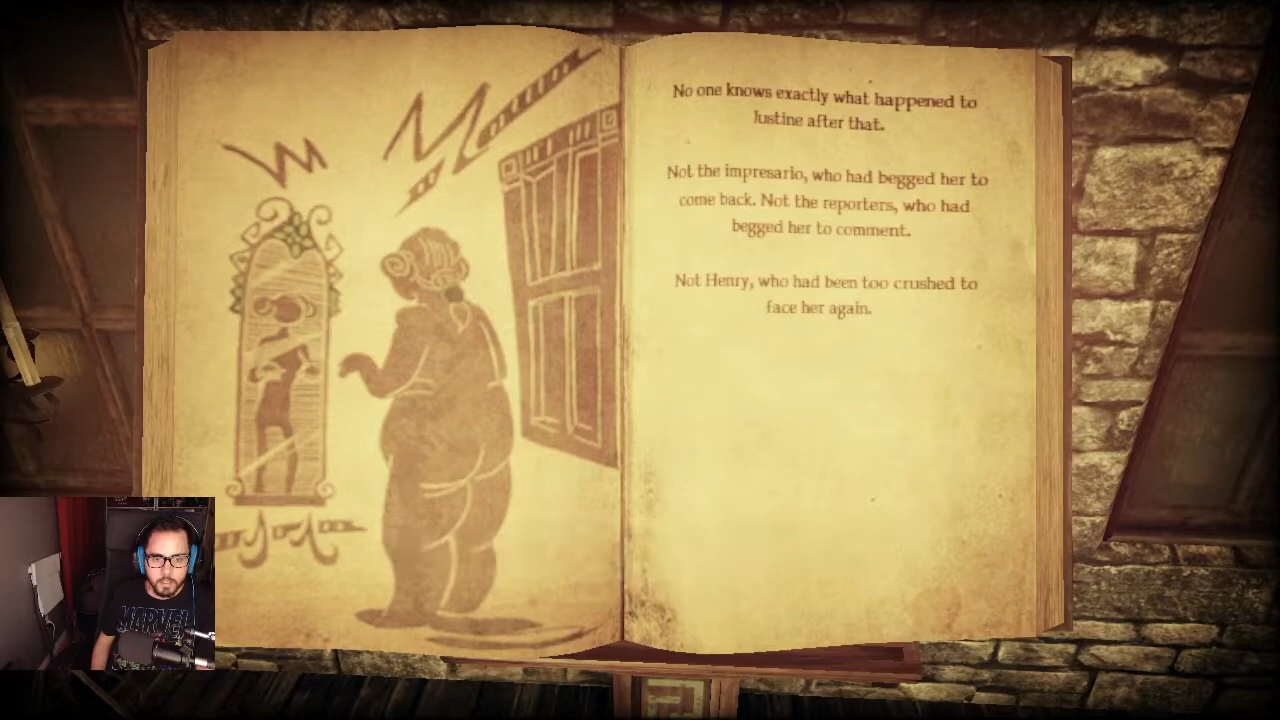 No one knows exactly what happened to
Justine after that.
Not the impresario, who had begged her to
come back. Not the reporters, who had
begged her to comment.
Not Henry, who had been too crushed to
face her again.
MARVEL